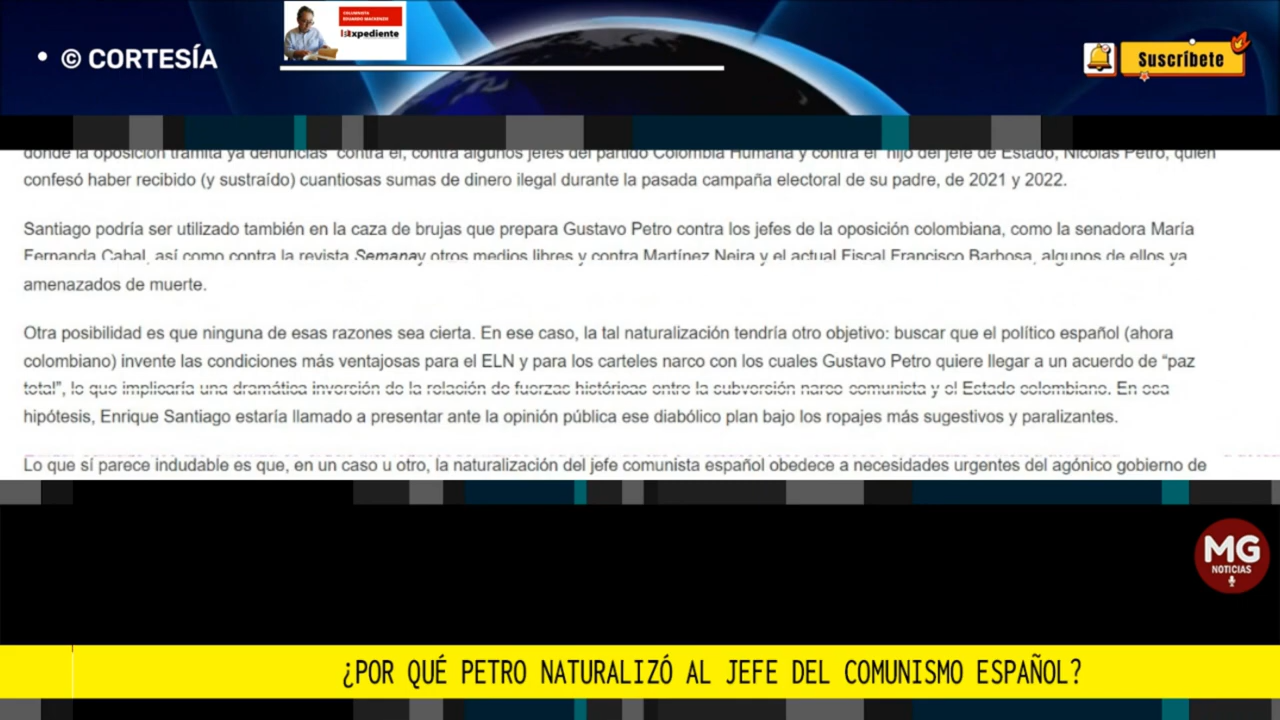 • © CORTESÍA
COLUMNISTA
EDUARDO MACKENZIE
Expediente
Suscríbete
donde la oposición tramita ya denuncias contra él, contra algunos jefes del partido Colombia Humana y contra el hijo del jefe de Estado, Nicolás Petro, quien
confesó haber recibido (y sustraído) cuantiosas sumas de dinero ilegal durante la pasada campaña electoral de su padre, de 2021 y 2022.
Santiago podría ser utilizado también en la caza de brujas que prepara Gustavo Petro contra los jefes de la oposición colombiana, como la senadora María
Fernanda Cabal, así como contra la revista Semana y otros medios libres y contra Martínez Neira y el actual Fiscal Francisco Barbosa, algunos de ellos ya
amenazados de muerte.
Otra posibilidad es que ninguna de esas razones sea cierta. En ese caso, la tal naturalización tendría otro objetivo: buscar que el político español (ahora
colombiano) invente las condiciones más ventajosas para el ELN y para los carteles narco con los cuales Gustavo Petro quiere llegar a un acuerdo de “paz
total”, lo que implicaría una dramática inversión de la relación de fuerzas históricas entre la subversión narco-comunista y el Estado colombiano. En esa
hipótesis, Enrique Santiago estaría llamado a presentar ante la opinión pública ese diabólico plan bajo los ropajes más sugestivos y paralizantes.
Lo que sí parece indudable es que, en un caso u otro, la naturalización del jefe comunista español obedece a necesidades urgentes del agónico gobierno de
MG
NOTICIAS
¿POR QUÉ PETRO NATURALIZÓ AL JEFE DEL COMUNISMO ESPAÑOL?